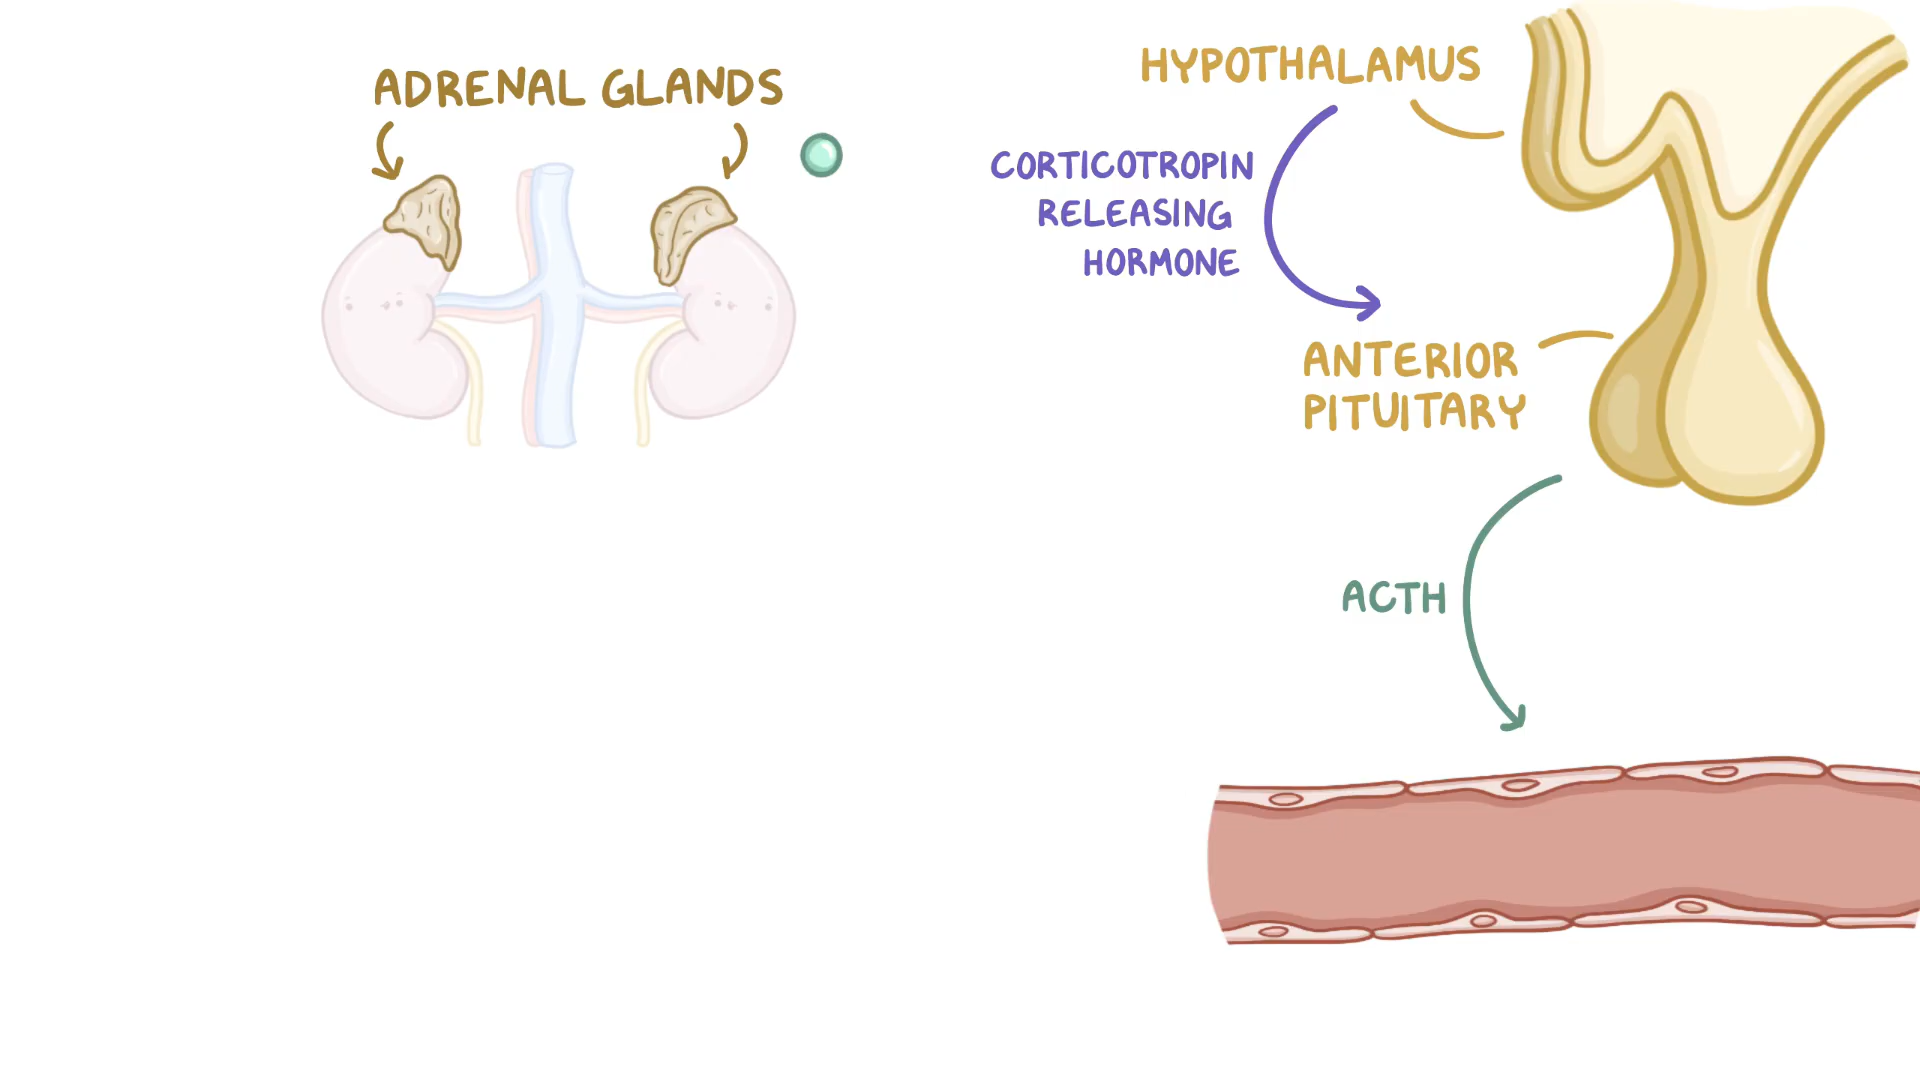 ADRENAL GLANDS
HYPOTHALAMUS
CORTICOTROPIN
RELEASING
HORMONE
ANTERIOR
PITUITARY
ACTH